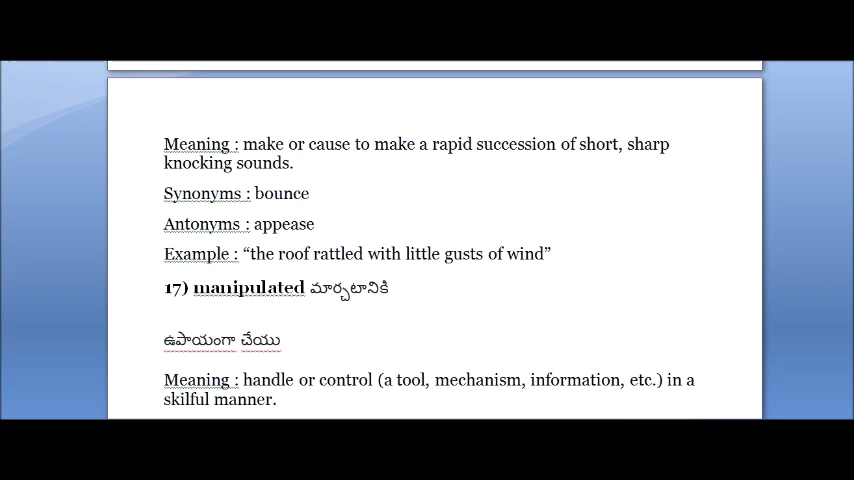 Meaning : make or cause to make a rapid succession of short, sharp
knocking sounds.
Synonyms : bounce
Antonyms : appease
Example : “the roof rattled with little gusts of wind”
17) manipulated మార్చటానికి
ఉపాయంగా చేయు
Meaning : handle or control (a tool, mechanism, information, etc.) in a
skilful manner.